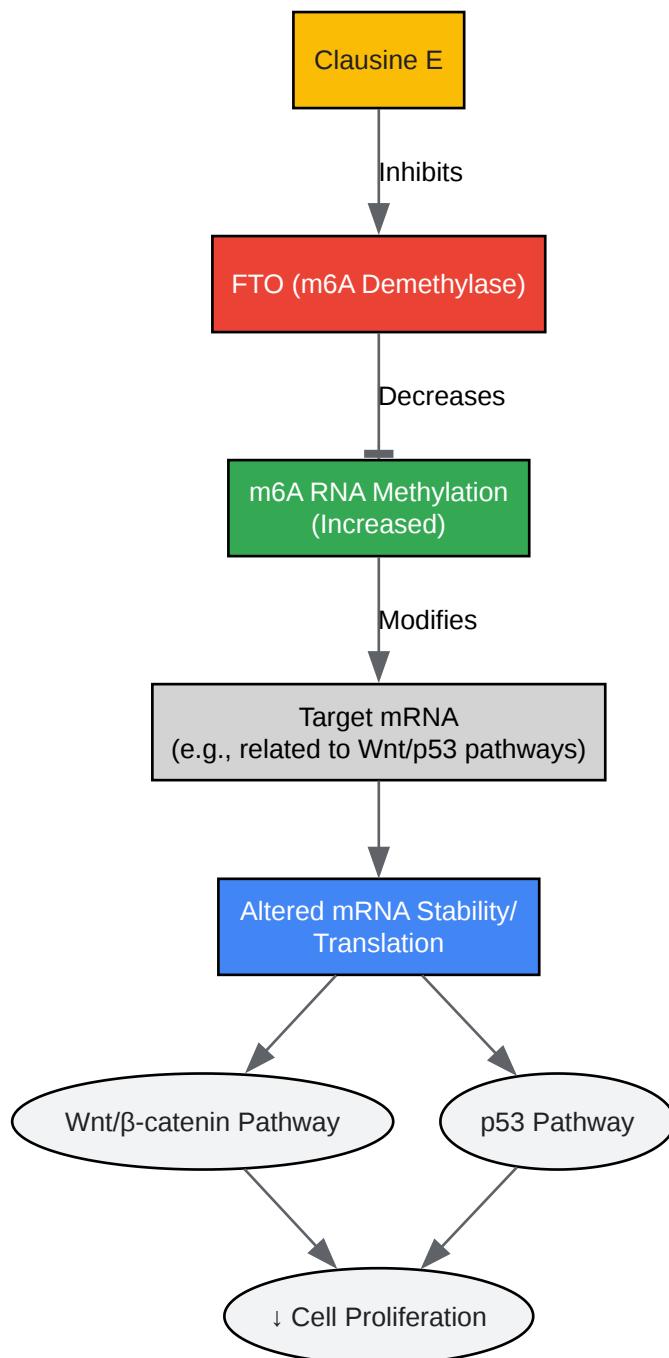 Clausine E
Inhibits
FTO (m6A Demethylase)
Decreases
m6A RNA Methylation
(Increased)
Modifies
Target mRNA
(e.g., related to Wnt/p53 pathways)
Altered mRNA Stability/
Translation
Wnt/β-catenin Pathway
p53 Pathway
↓ Cell Proliferation